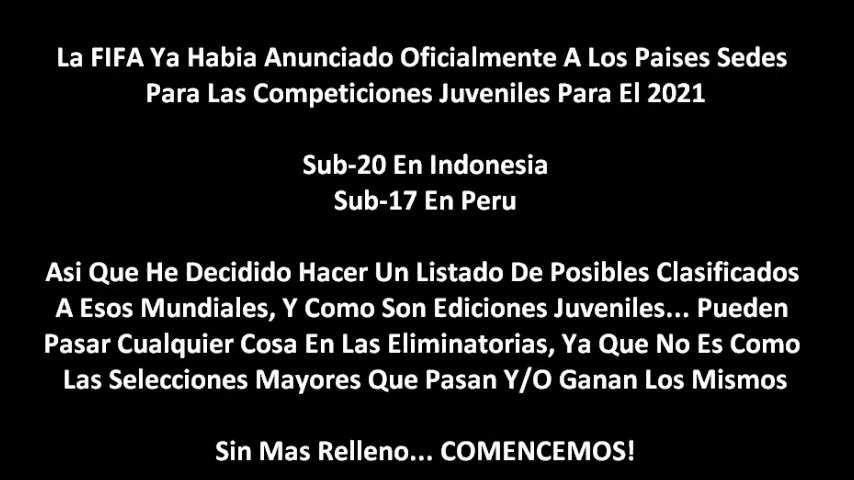 La FIFA Ya Habia Anunciado Oficialmente A Los Paises Sedes
Para Las Competiciones Juveniles Para El 2021
Sub-20 En Indonesia
Sub-17 En Peru
Asi Que He Decidido Hacer Un Listado De Posibles Clasificados
A Esos Mundiales, Y Como Son Ediciones Juveniles... Pueden
Pasar Cualquier Cosa En Las Eliminatorias, Ya Que No Es Como
Las Selecciones Mayores Que Pasan Y/O Ganan Los Mismos
Sin Mas Relleno... COMENCEMOS!